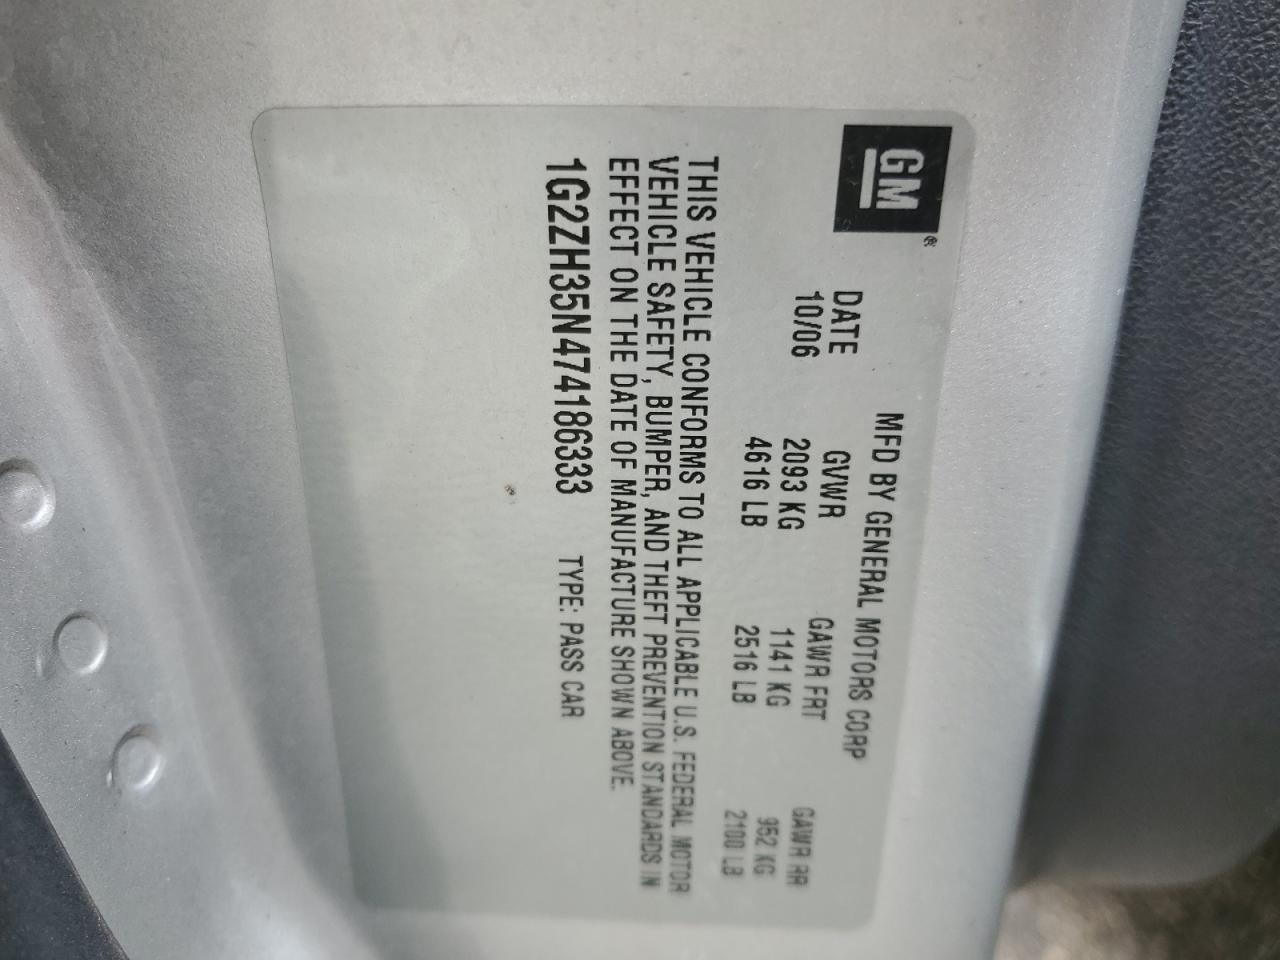 GM®
MFD BY GENERAL MOTORS CORP
DATE GVWR GAWR FRT GAWR RR
10/06 2093 KG 1141 KG 952 KG
4616 LB 2516 LB 2100 LB
THIS VEHICLE CONFORMS TO ALL APPLICABLE U.S. FEDERAL MOTOR
VEHICLE SAFETY, BUMPER, AND THEFT PREVENTION STANDARDS IN
EFFECT ON THE DATE OF MANUFACTURE SHOWN ABOVE.
1G2ZH35N474186333 TYPE: PASS CAR